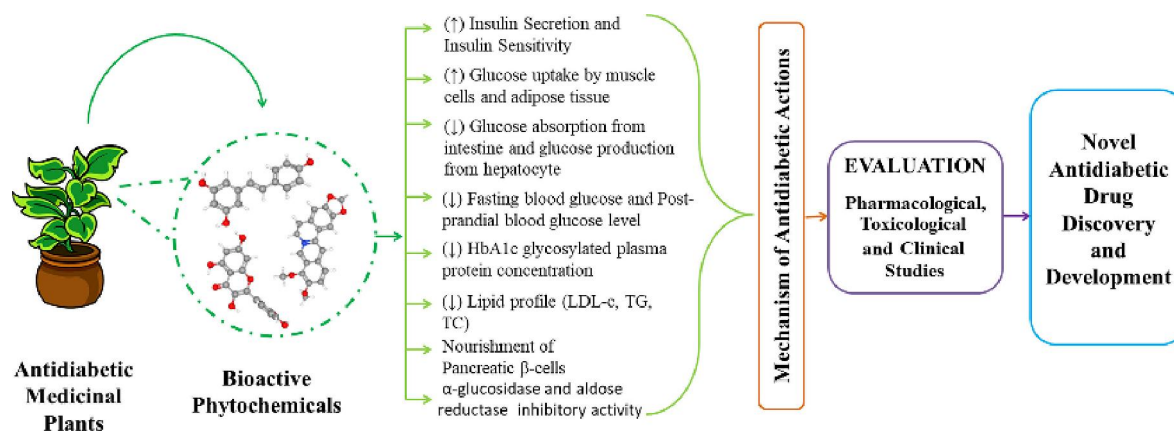 Antidiabetic
Medicinal
Plants
Bioactive
Phytochemicals
(↑) Insulin Secretion and
Insulin Sensitivity
(↑) Glucose uptake by muscle
cells and adipose tissue
(↓) Glucose absorption from
intestine and glucose production
from hepatocyte
(↓) Fasting blood glucose and Post-
prandial blood glucose level
(↓) HbA1c glycosylated plasma
protein concentration
(↓) Lipid profile (LDL-c, TG,
TC)
Nourishment of
Pancreatic β-cells
α-glucosidase and aldose
reductase inhibitory activity
Mechanism of Antidiabetic Actions
EVALUATION
Pharmacological,
Toxicological
and Clinical
Studies
Novel
Antidiabetic
Drug
Discovery
and
Development